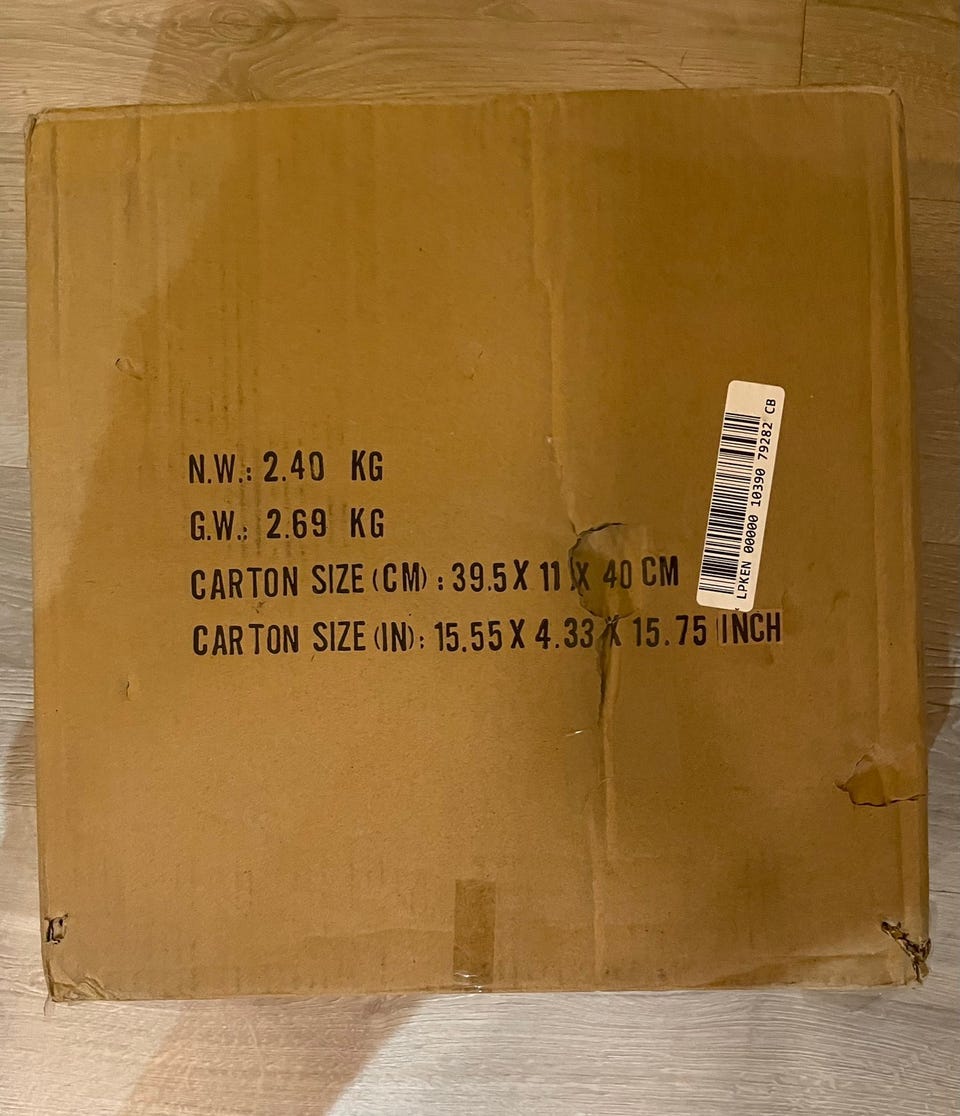 N.W.: 2.40 KG
G.W.: 2.69 KG
CARTON SIZE (CM) : 39.5 X 11 X 40 CM
CARTON SIZE (IN): 15.55 X 4.33 X 15.75 INCH
LPKEN 00000 10390 79282 CB